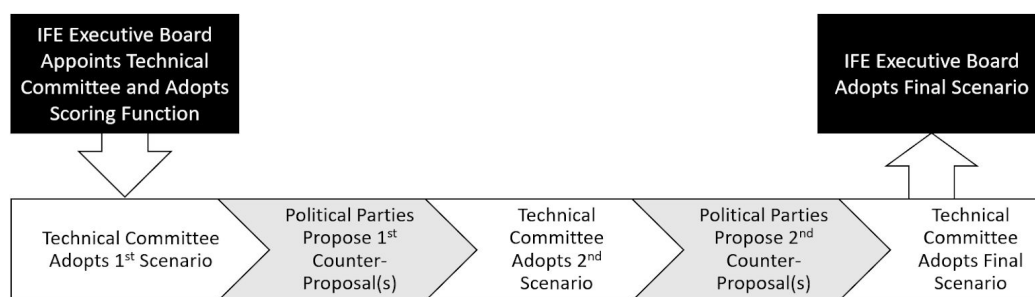 IFE Executive Board
Appoints Technical
Committee and Adopts
Scoring Function
IFE Executive Board
Adopts Final Scenario
Technical Committee
Adopts 1st Scenario
Political Parties
Propose 1st
Counter-
Proposal(s)
Technical
Committee
Adopts 2nd
Scenario
Political Parties
Propose 2nd
Counter-
Proposal(s)
Technical
Committee
Adopts Final
Scenario